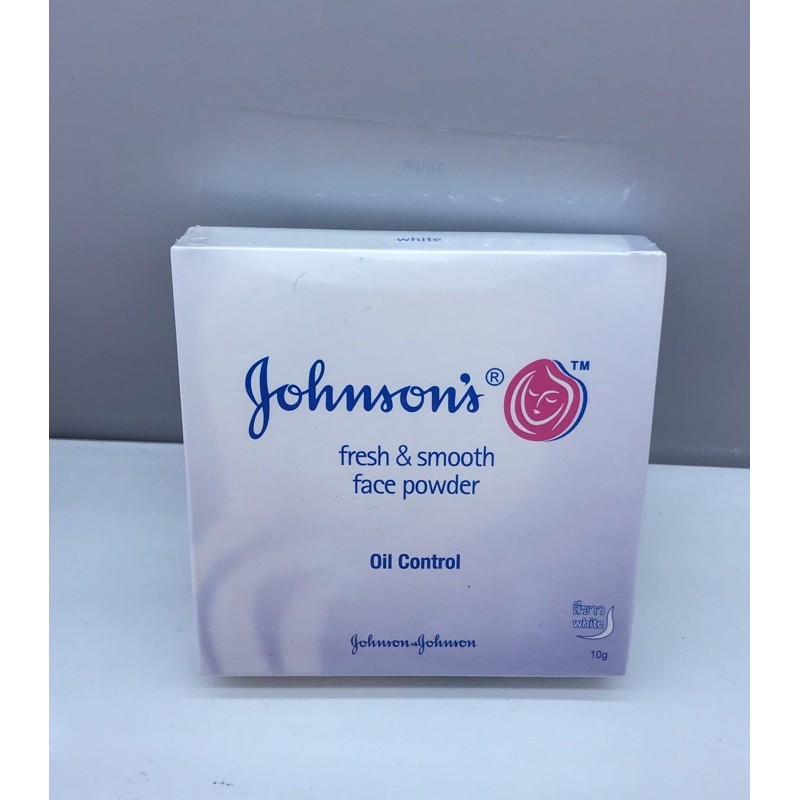 white
Johnson's® ™
fresh & smooth
face powder
Oil Control
สีขาว
white
Johnson & Johnson
10g